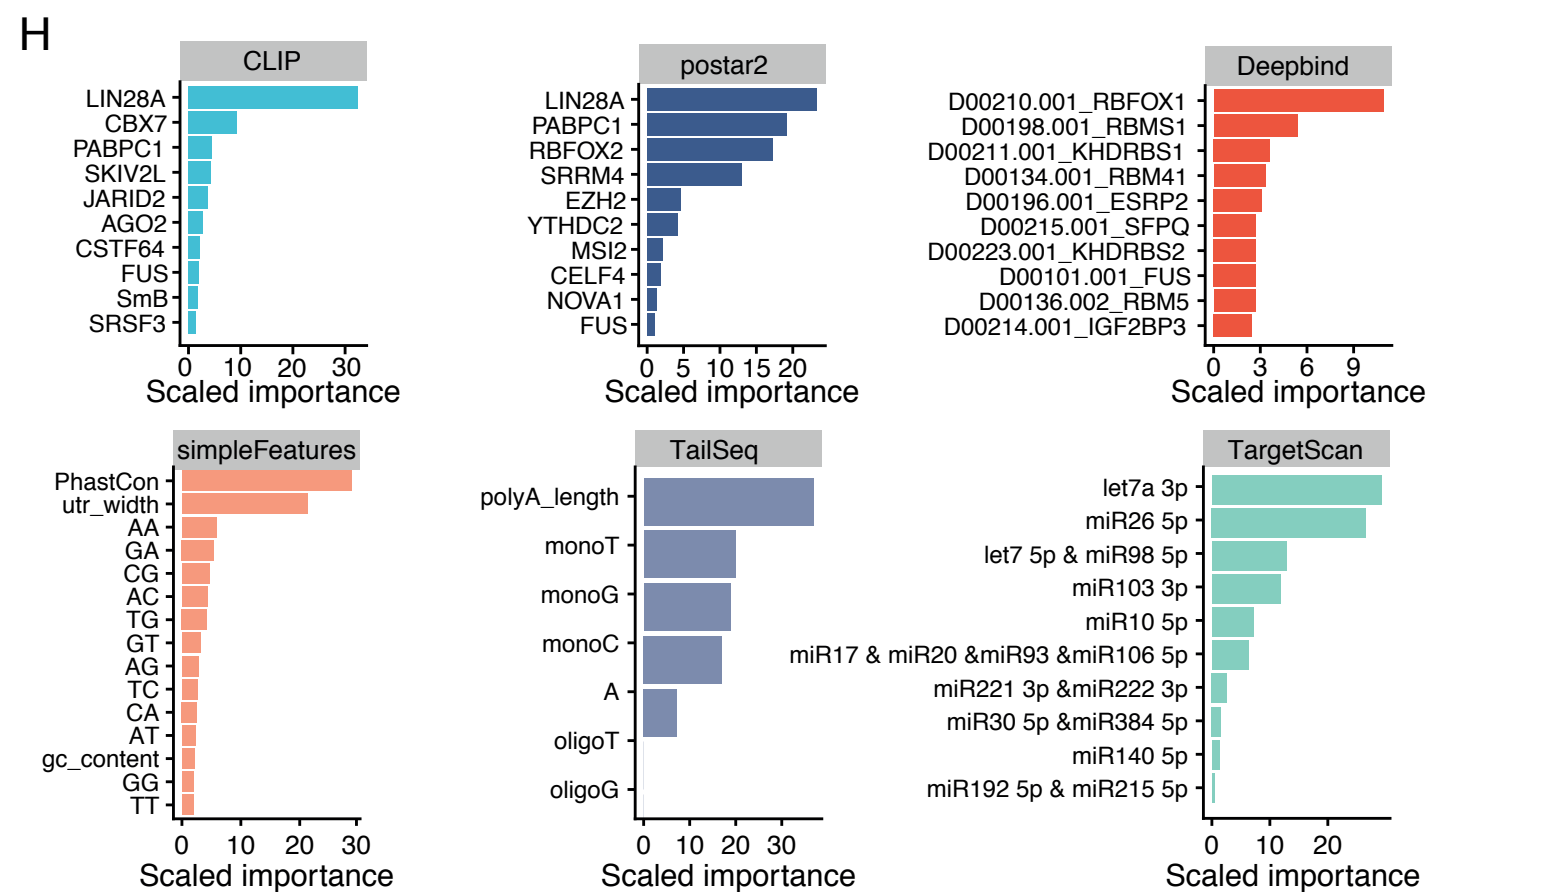 H
CLIP
LIN28A
CBX7
PABPC1
SKIV2L
JARID2
AGO2
CSTF64
FUS
SmB
SRSF3
0 10 20 30
Scaled importance
postar2
LIN28A
PABPC1
RBFOX2
SRRM4
EZH2
YTHDC2
MSI2
CELF4
NOVA1
FUS
0 5 10 15 20
Scaled importance
Deepbind
D00210.001_RBFOX1
D00198.001_RBMS1
D00211.001_KHDRBS1
D00134.001_RBM41
D00196.001_ESRP2
D00215.001_SFPQ
D00223.001_KHDRBS2
D00101.001_FUS
D00136.002_RBM5
D00214.001_IGF2BP3
0 3 6 9
Scaled importance
simpleFeatures
PhastCon
utr_width
AA
GA
CG
AC
TG
GT
AG
TC
CA
AT
gc_content
GG
TT
0 10 20 30
Scaled importance
TailSeq
polyA_length
monoT
monoG
monoC
A
oligoT
oligoG
0 10 20 30
Scaled importance
TargetScan
let7a 3p
miR26 5p
let7 5p & miR98 5p
miR103 3p
miR10 5p
miR17 & miR20 &miR93 &miR106 5p
miR221 3p &miR222 3p
miR30 5p &miR384 5p
miR140 5p
miR192 5p & miR215 5p
0 10 20
Scaled importance